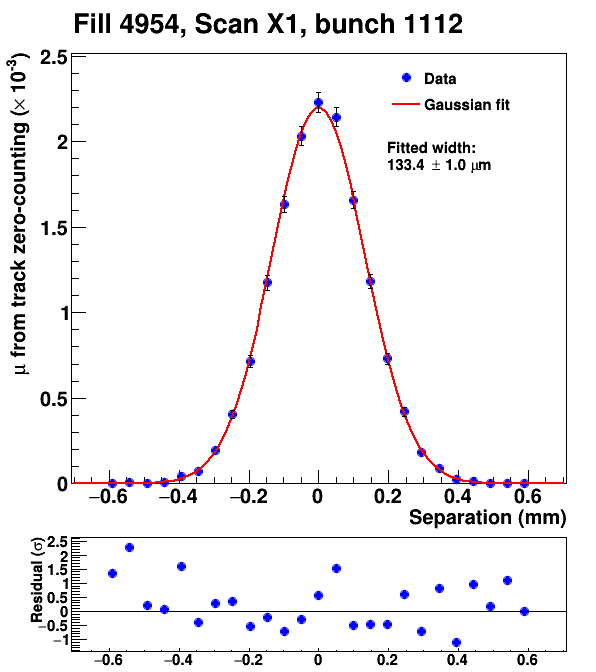 Fill 4954, Scan X1, bunch 1112
μ from track zero-counting (× 10⁻³)
2.5
2
1.5
1
0.5
0
Data
Gaussian fit
Fitted width:
133.4 ± 1.0 μm
−0.6 −0.4 −0.2 0 0.2 0.4 0.6
Separation (mm)
Residual (σ)
2.5
2
1.5
1
0.5
0
−0.5
−1
−0.6 −0.4 −0.2 0 0.2 0.4 0.6